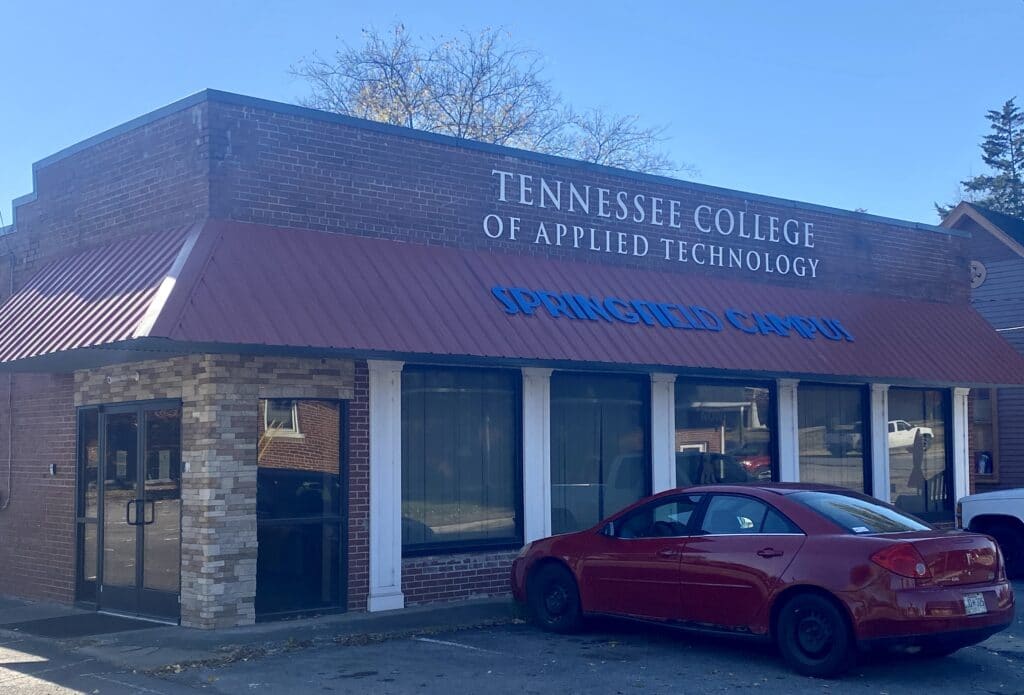 TENNESSEE COLLEGE
OF APPLIED TECHNOLOGY
SPRINGFIELD CAMPUS